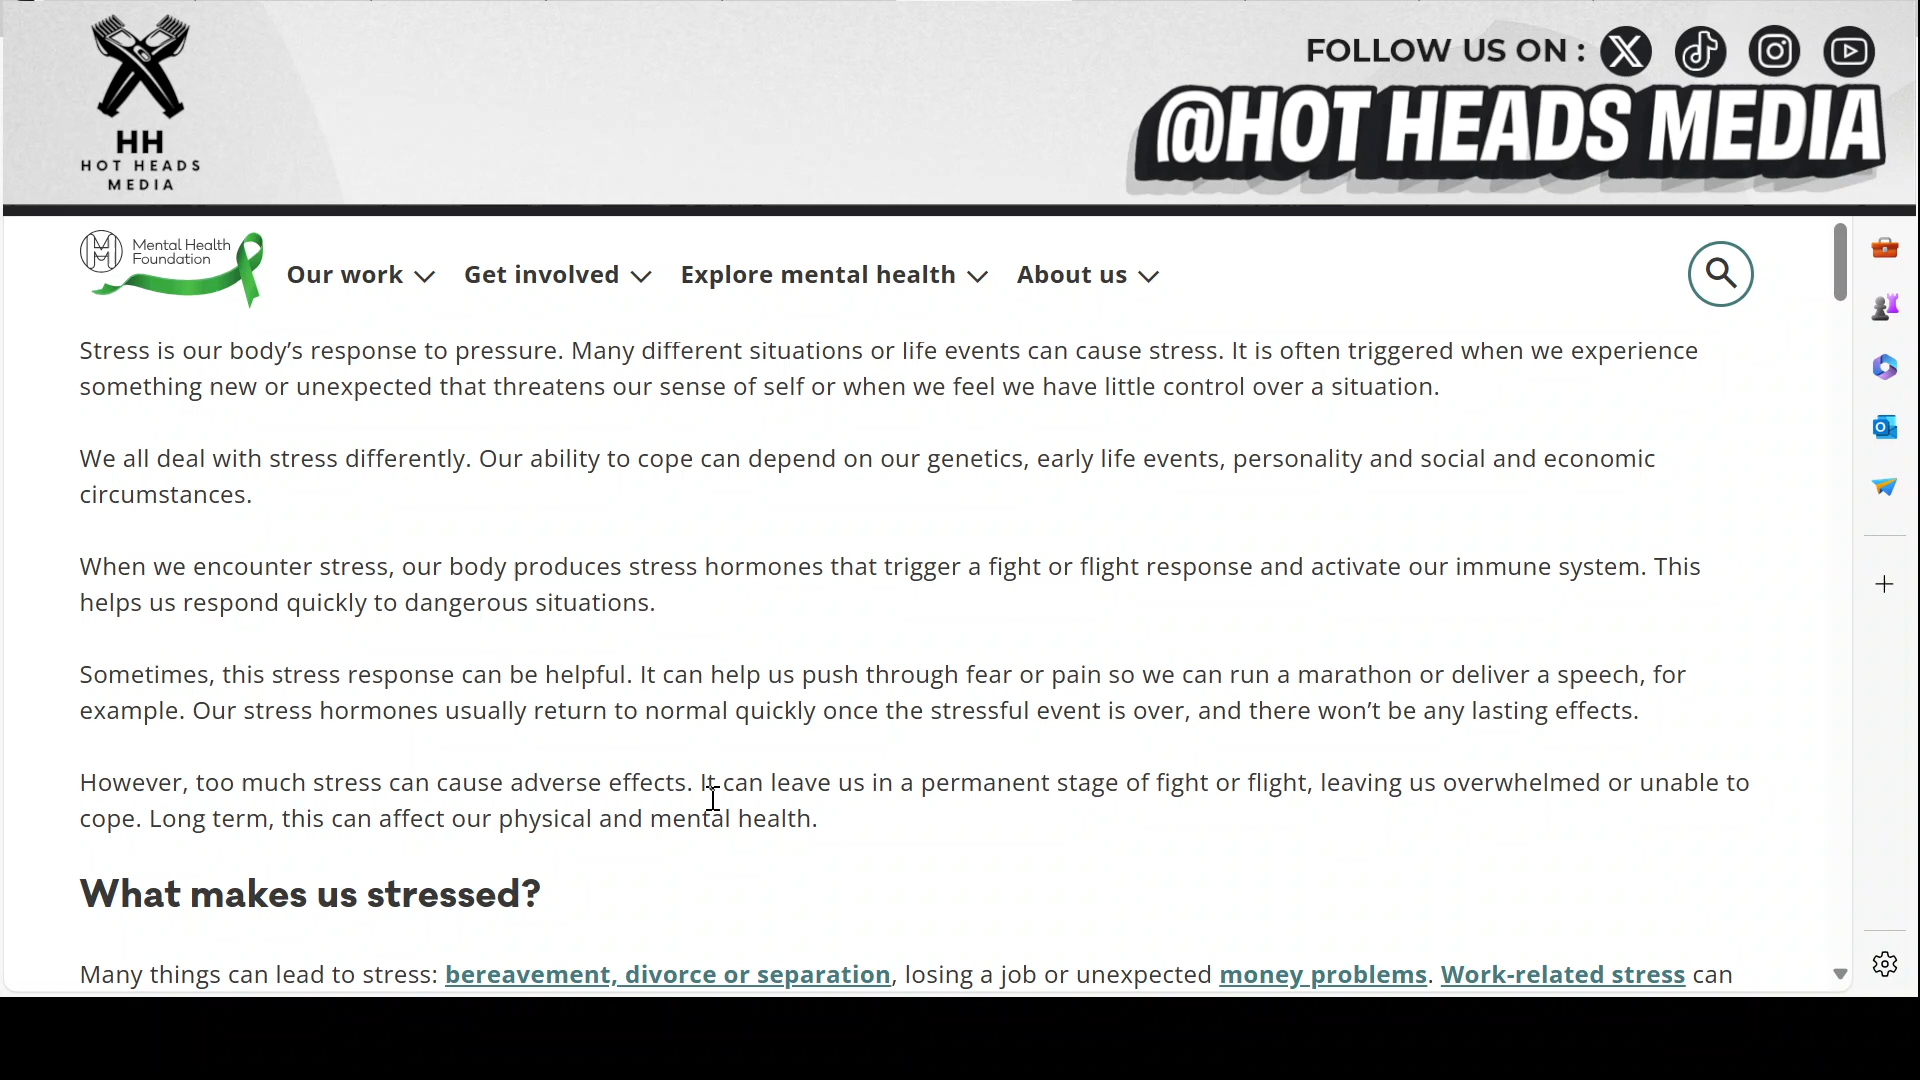 FOLLOW US ON :
@HOT HEADS MEDIA
HH
HOT HEADS
MEDIA
Mental Health
Foundation
Our work
Get involved
Explore mental health
About us
Stress is our body’s response to pressure. Many different situations or life events can cause stress. It is often triggered when we experience
something new or unexpected that threatens our sense of self or when we feel we have little control over a situation.
We all deal with stress differently. Our ability to cope can depend on our genetics, early life events, personality and social and economic
circumstances.
When we encounter stress, our body produces stress hormones that trigger a fight or flight response and activate our immune system. This
helps us respond quickly to dangerous situations.
Sometimes, this stress response can be helpful. It can help us push through fear or pain so we can run a marathon or deliver a speech, for
example. Our stress hormones usually return to normal quickly once the stressful event is over, and there won’t be any lasting effects.
However, too much stress can cause adverse effects. It can leave us in a permanent stage of fight or flight, leaving us overwhelmed or unable to
cope. Long term, this can affect our physical and mental health.
What makes us stressed?
Many things can lead to stress: bereavement, divorce or separation, losing a job or unexpected money problems. Work-related stress can